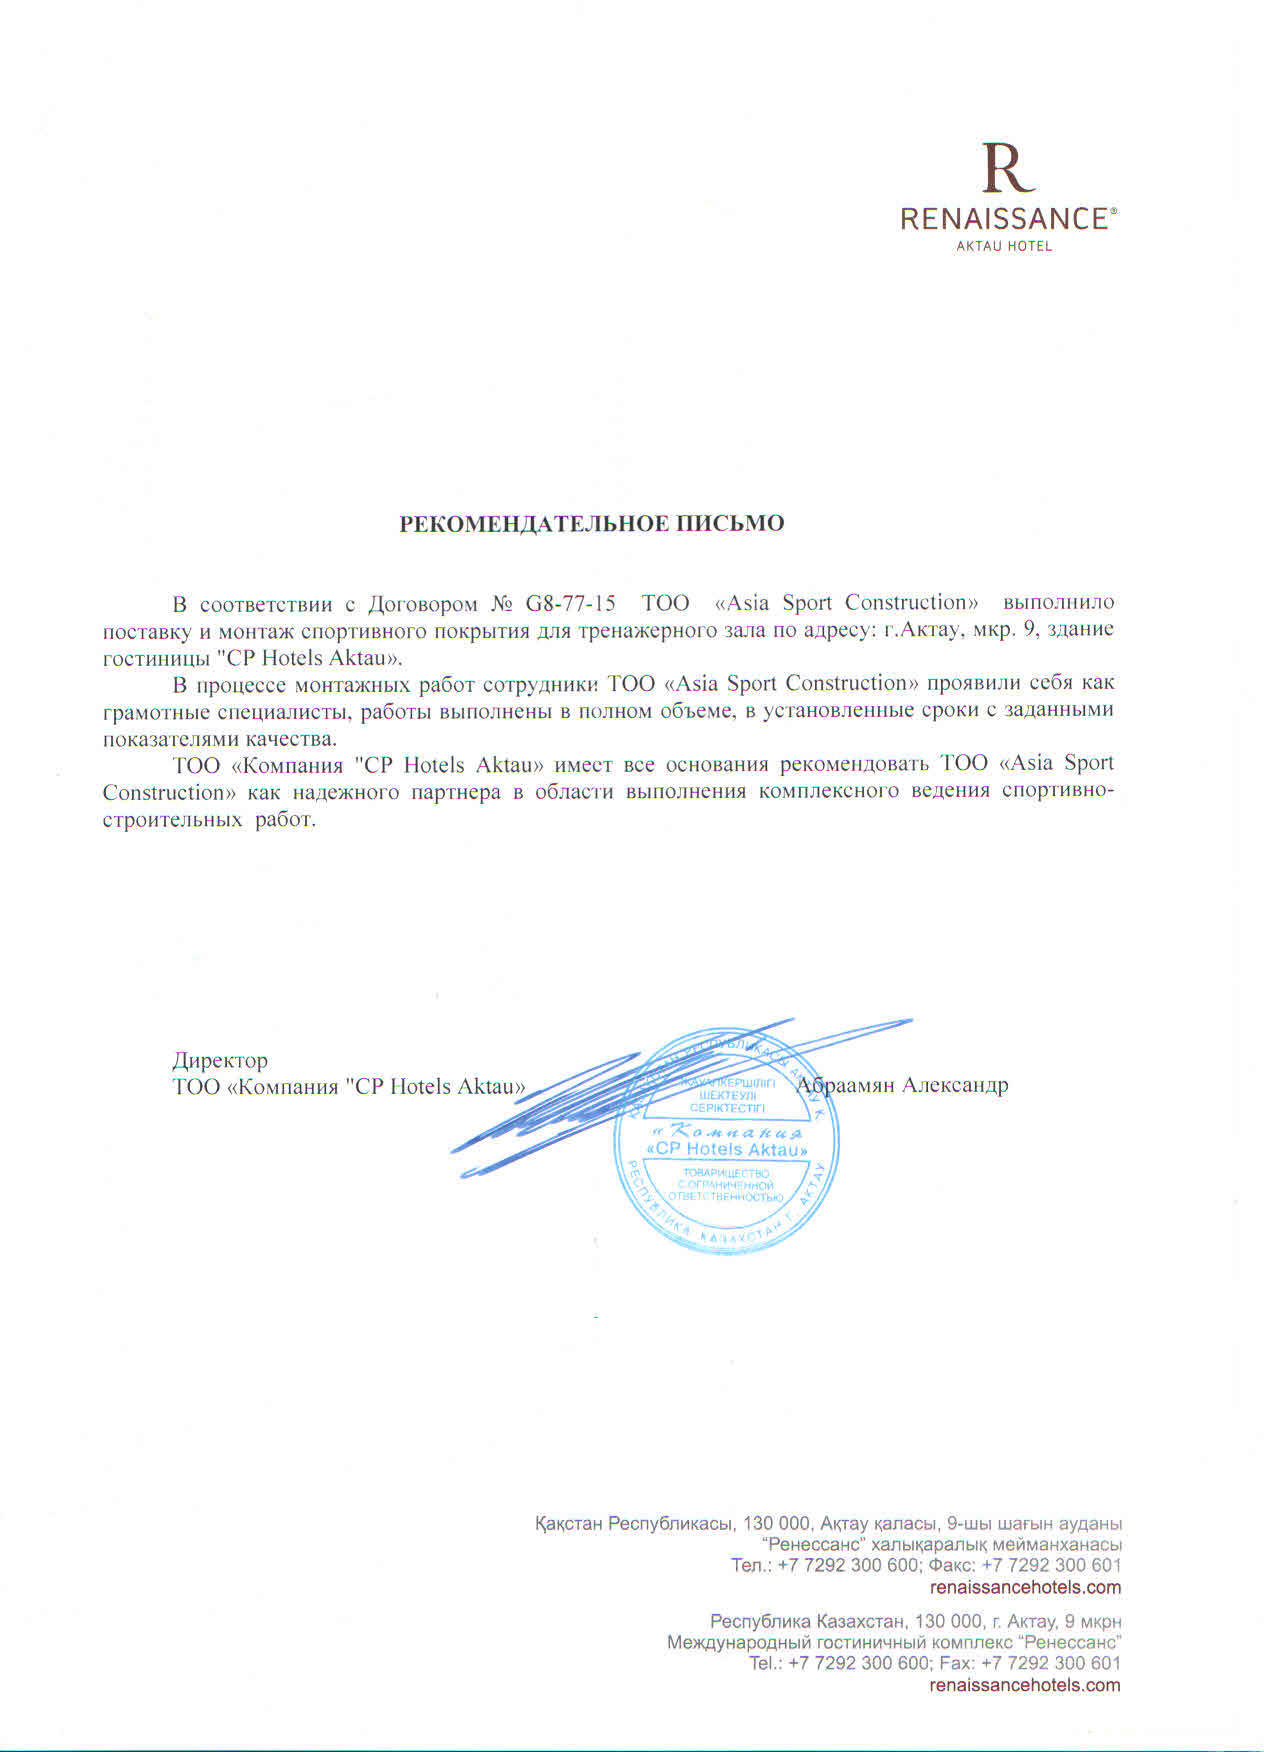 R
RENAISSANCE®
AKTAU HOTEL
РЕКОМЕНДАТЕЛЬНОЕ ПИСЬМО
В соответствии с Договором № G8-77-15 ТОО «Asia Sport Construction» выполнило
поставку и монтаж спортивного покрытия для тренажерного зала по адресу: г.Актау, мкр. 9, здание
гостиницы "CP Hotels Aktau».
В процессе монтажных работ сотрудники ТОО «Asia Sport Construction» проявили себя как
грамотные специалисты, работы выполнены в полном объеме, в установленные сроки с заданными
показателями качества.
ТОО «Компания "CP Hotels Aktau» имеет все основания рекомендовать ТОО «Asia Sport
Construction» как надежного партнера в области выполнения комплексного ведения спортивно-
строительных работ.
Директор
ТОО «Компания "CP Hotels Aktau»
Абраамян Александр
РЕСПУБЛИКАСЫ АҚТАУ Қ.
ЖАУАПКЕРШІЛІГІ
ШЕКТЕУЛІ
СЕРІКТЕСТІГІ
«Компания
«CP Hotels Aktau»
ТОВАРИЩЕСТВО
С ОГРАНИЧЕННОЙ
ОТВЕТСТВЕННОСТЬЮ
РЕСПУБЛИКА КАЗАХСТАН Г. АКТАУ
Қақстан Республикасы, 130 000, Ақтау қаласы, 9-шы шағын ауданы
“Ренессанс” халықаралық мейманханасы
Тел.: +7 7292 300 600; Факс: +7 7292 300 601
renaissancehotels.com
Республика Казахстан, 130 000, г. Актау, 9 мкрн
Международный гостиничный комплекс “Ренессанс”
Tel.: +7 7292 300 600; Fax: +7 7292 300 601
renaissancehotels.com